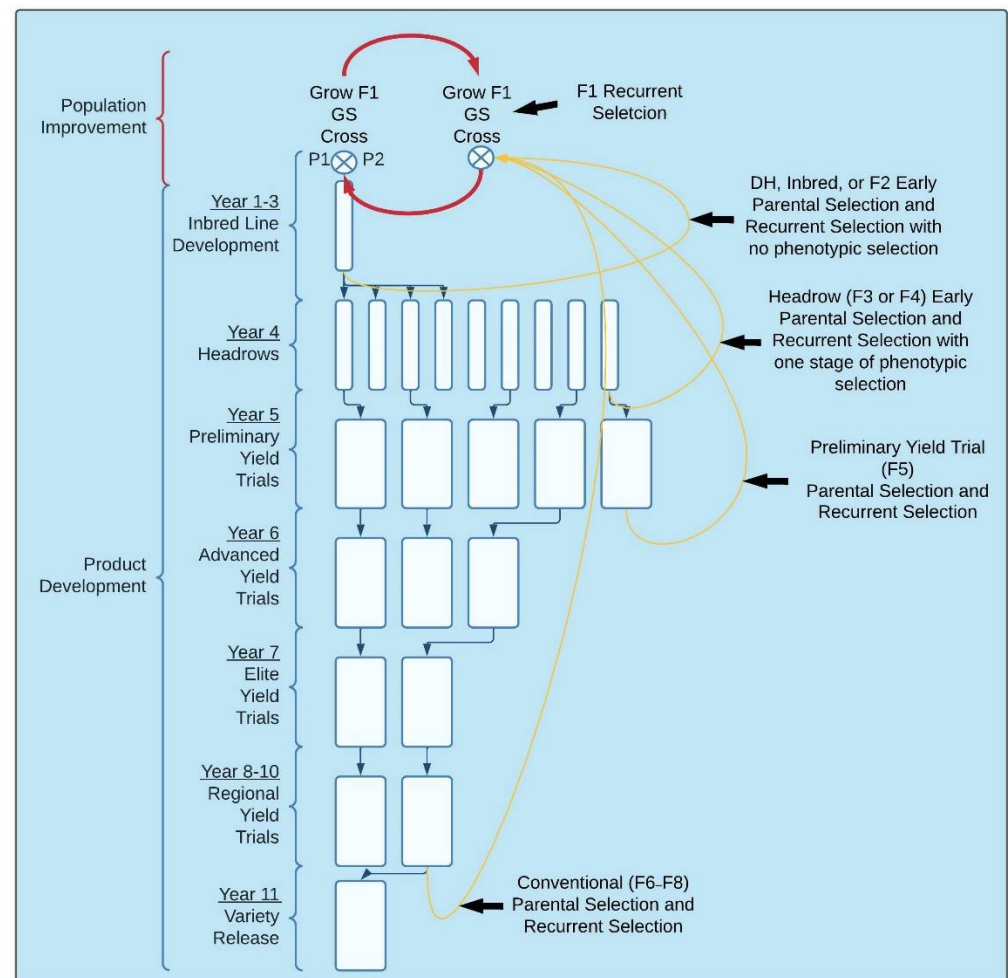 Population
Improvement
Grow F1
GS
Cross
P1
P2
Grow F1
GS
Cross
F1 Recurrent
Seletcion
Year 1-3
Inbred Line
Development
DH, Inbred, or F2 Early
Parental Selection and
Recurrent Selection with
no phenotypic selection
Year 4
Headrows
Headrow (F3 or F4) Early
Parental Selection and
Recurrent Selection with
one stage of phenotypic
selection
Year 5
Preliminary
Yield
Trials
Preliminary Yield Trial
(F5)
Parental Selection and
Recurrent Selection
Product
Development
Year 6
Advanced
Yield
Trials
Year 7
Elite
Yield
Trials
Year 8-10
Regional
Yield
Trials
Year 11
Variety
Release
Conventional (F6-F8)
Parental Selection and
Recurrent Selection